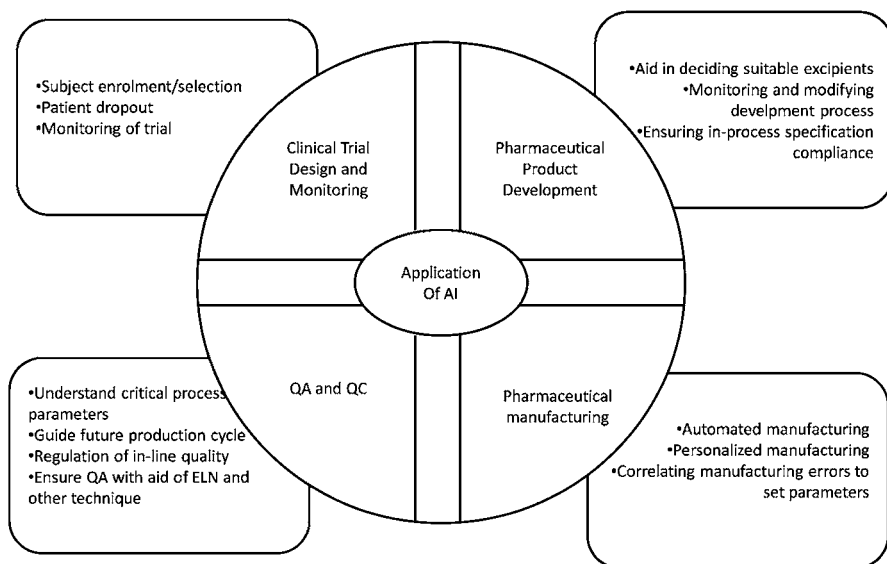 •Subject enrolment/selection
•Patient dropout
•Monitoring of trial
•Aid in deciding suitable excipients
•Monitoring and modifying
develpment process
•Ensuring in-process specification
compliance
Clinical Trial
Design and
Monitoring
Pharmaceutical
Product
Development
Application
Of AI
QA and QC
Pharmaceutical
manufacturing
•Understand critical process
parameters
•Guide future production cycle
•Regulation of in-line quality
•Ensure QA with aid of ELN and
other technique
•Automated manufacturing
•Personalized manufacturing
•Correlating manufacturing errors to
set parameters